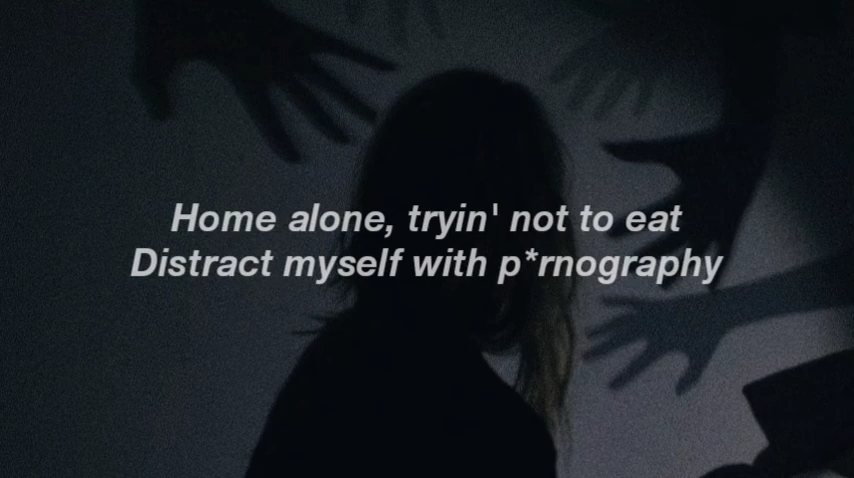 Home alone, tryin' not to eat
Distract myself with p*rnography